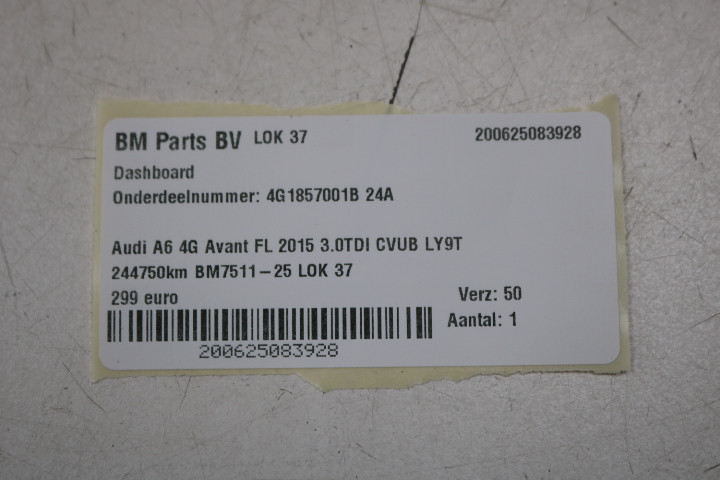 BM Parts BV LOK 37 200625083928
Dashboard
Onderdeelnummer: 4G1857001B 24A
Audi A6 4G Avant FL 2015 3.0TDI CVUB LY9T
244750km BM7511-25 LOK 37
299 euro Verz: 50
Aantal: 1
200625083928